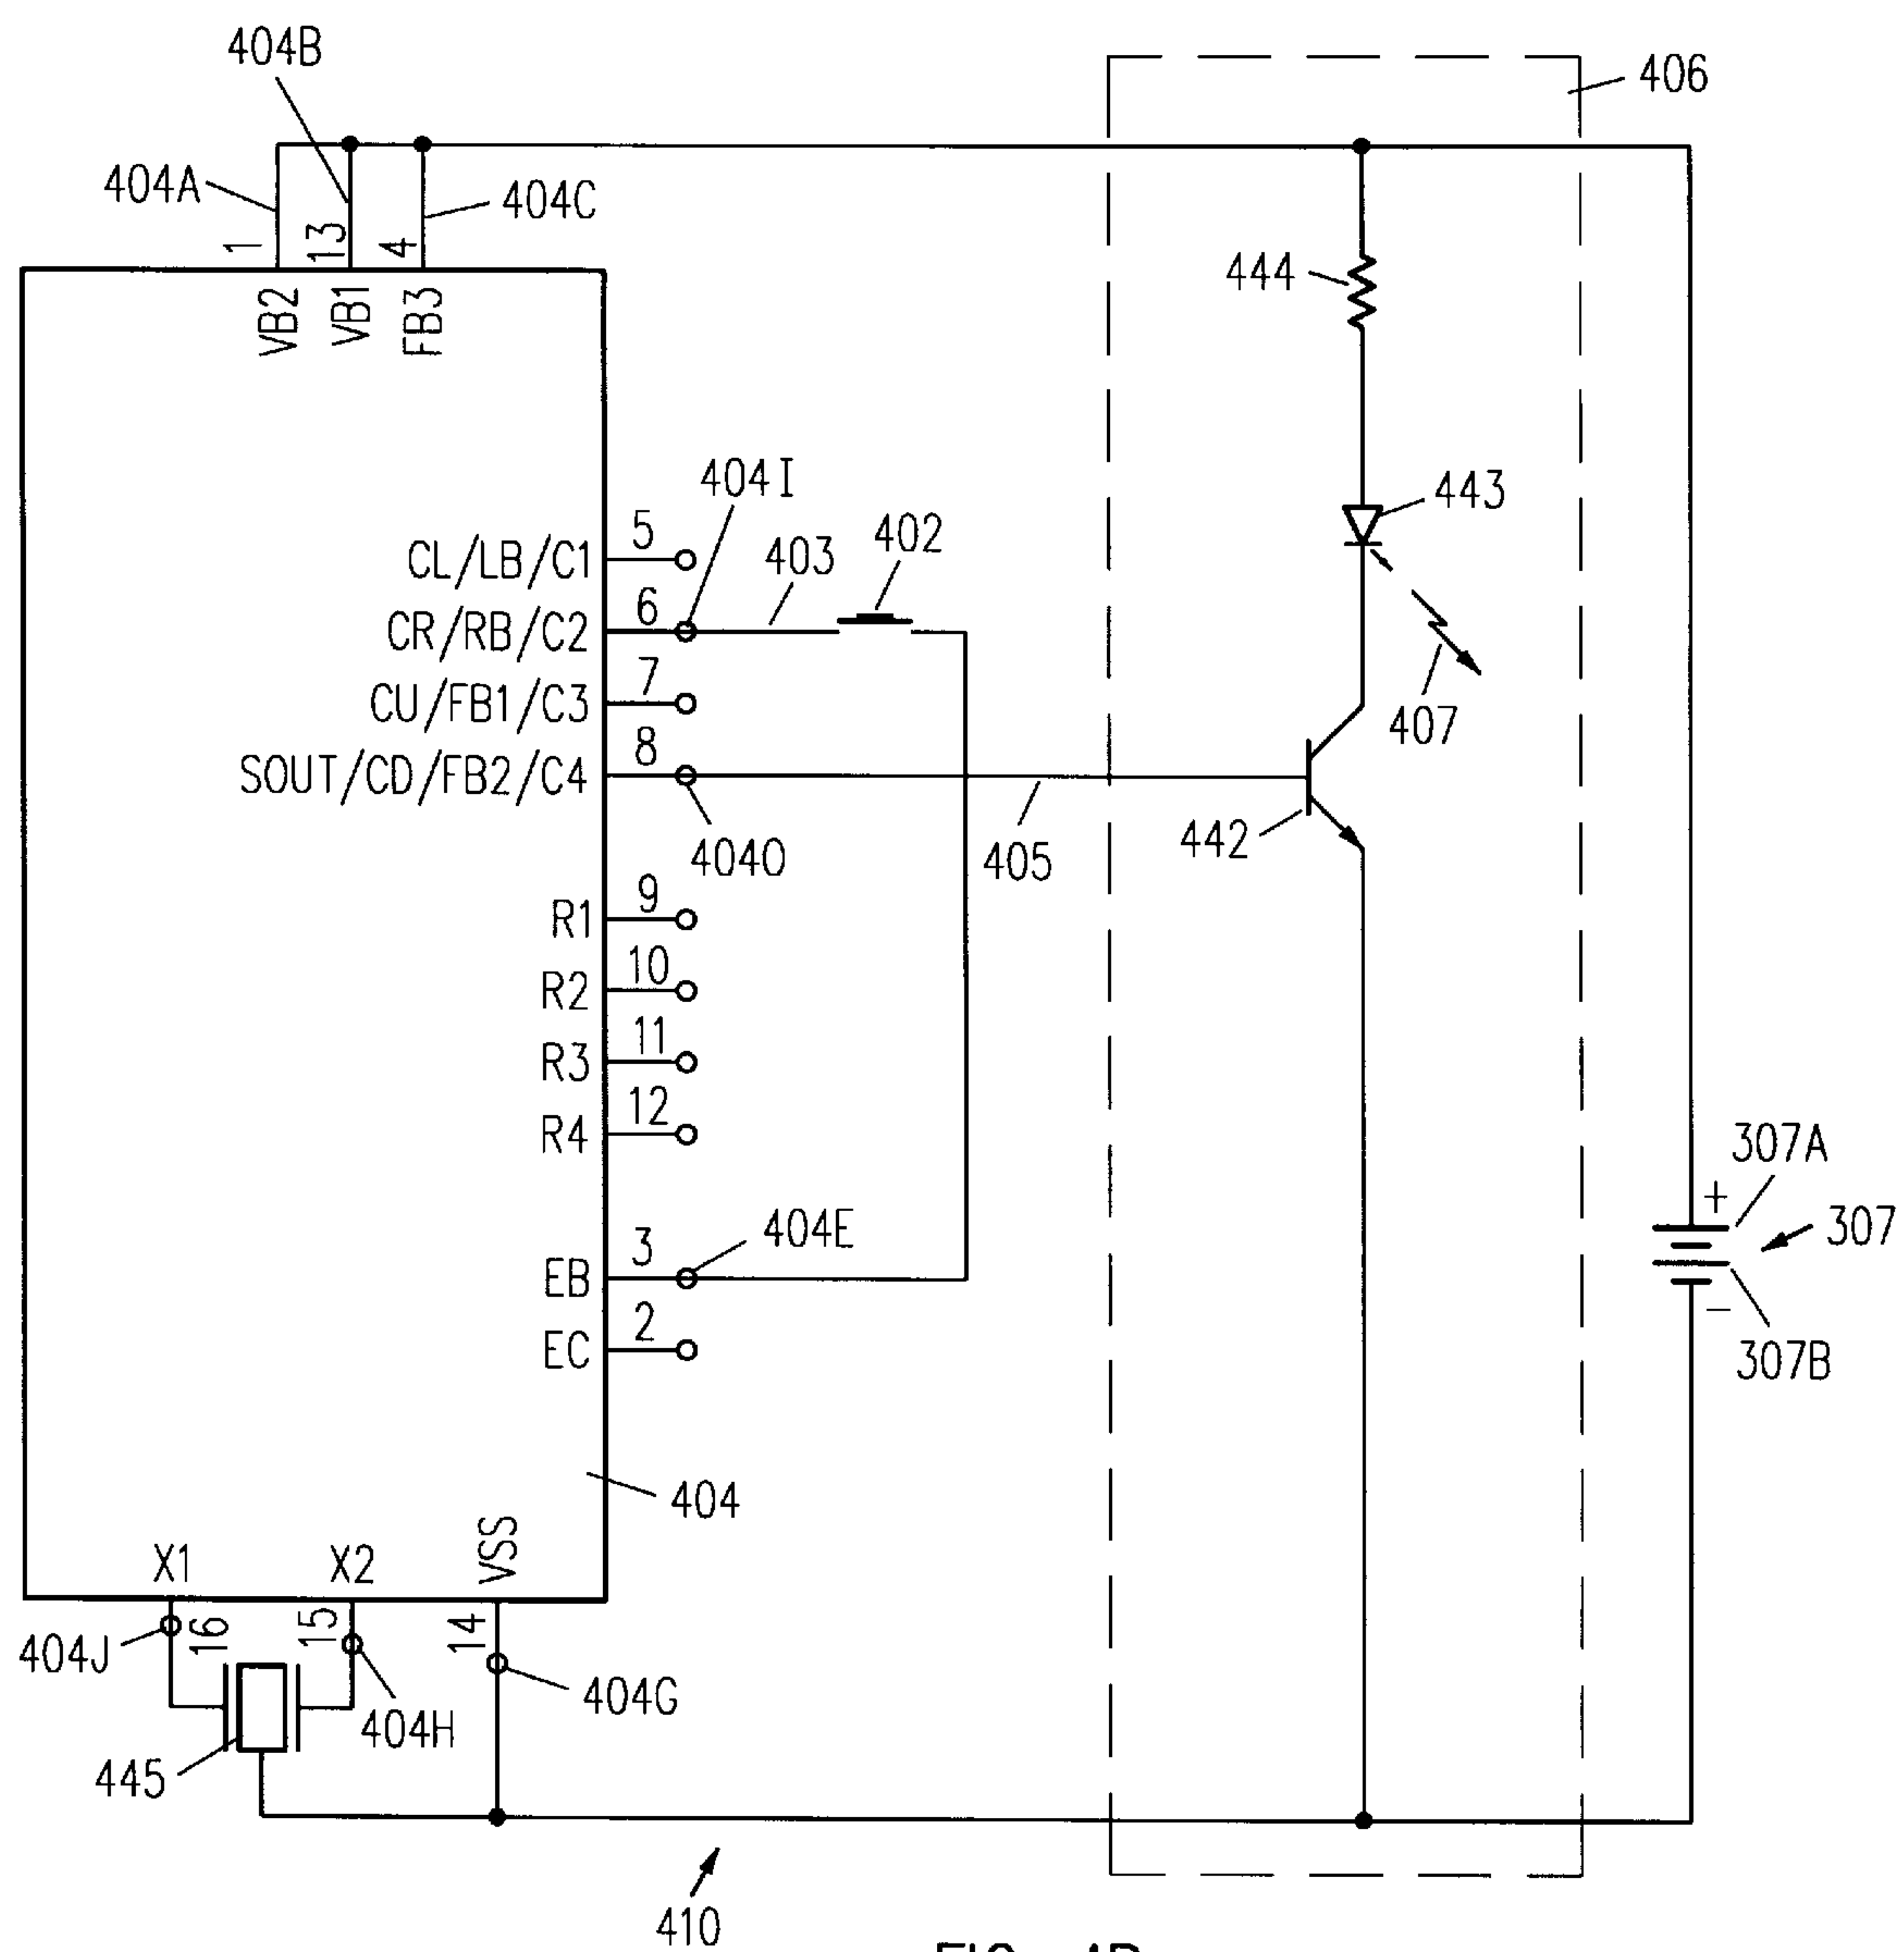 404B
406
404A
404C
1
13
4
VB2
VB1
FB3
444
443
404I
402
403
5
CL/LB/C1
6
CR/RB/C2
7
CU/FB1/C3
407
8
SOUT/CD/FB2/C4
442
4040
405
9
R1
10
R2
11
R3
12
R4
307A
+
307
404E
3
EB
2
EC
−
307B
404
X1
X2
VSS
16
15
14
404J
404G
404H
445
410